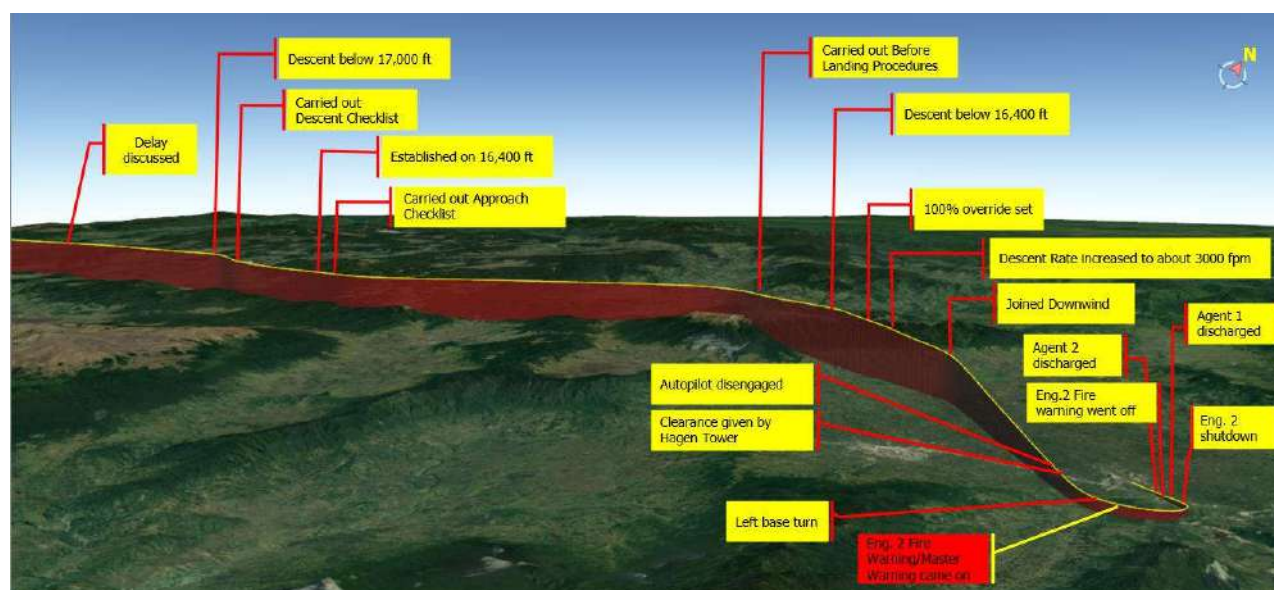 N
Descent below 17,000 ft
Carried out Before
Landing Procedures
Carried out
Descent Checklist
Descent below 16,400 ft
Delay
discussed
Established on 16,400 ft
Carried out Approach
Checklist
100% override set
Descent Rate increased to about 3000 fpm
Joined Downwind
Agent 1
discharged
Agent 2
discharged
Autopilot disengaged
Eng.2 Fire
warning went off
Clearance given by
Hagen Tower
Eng. 2
shutdown
Left base turn
Eng. 2 Fire
Warning/Master
Warning came on